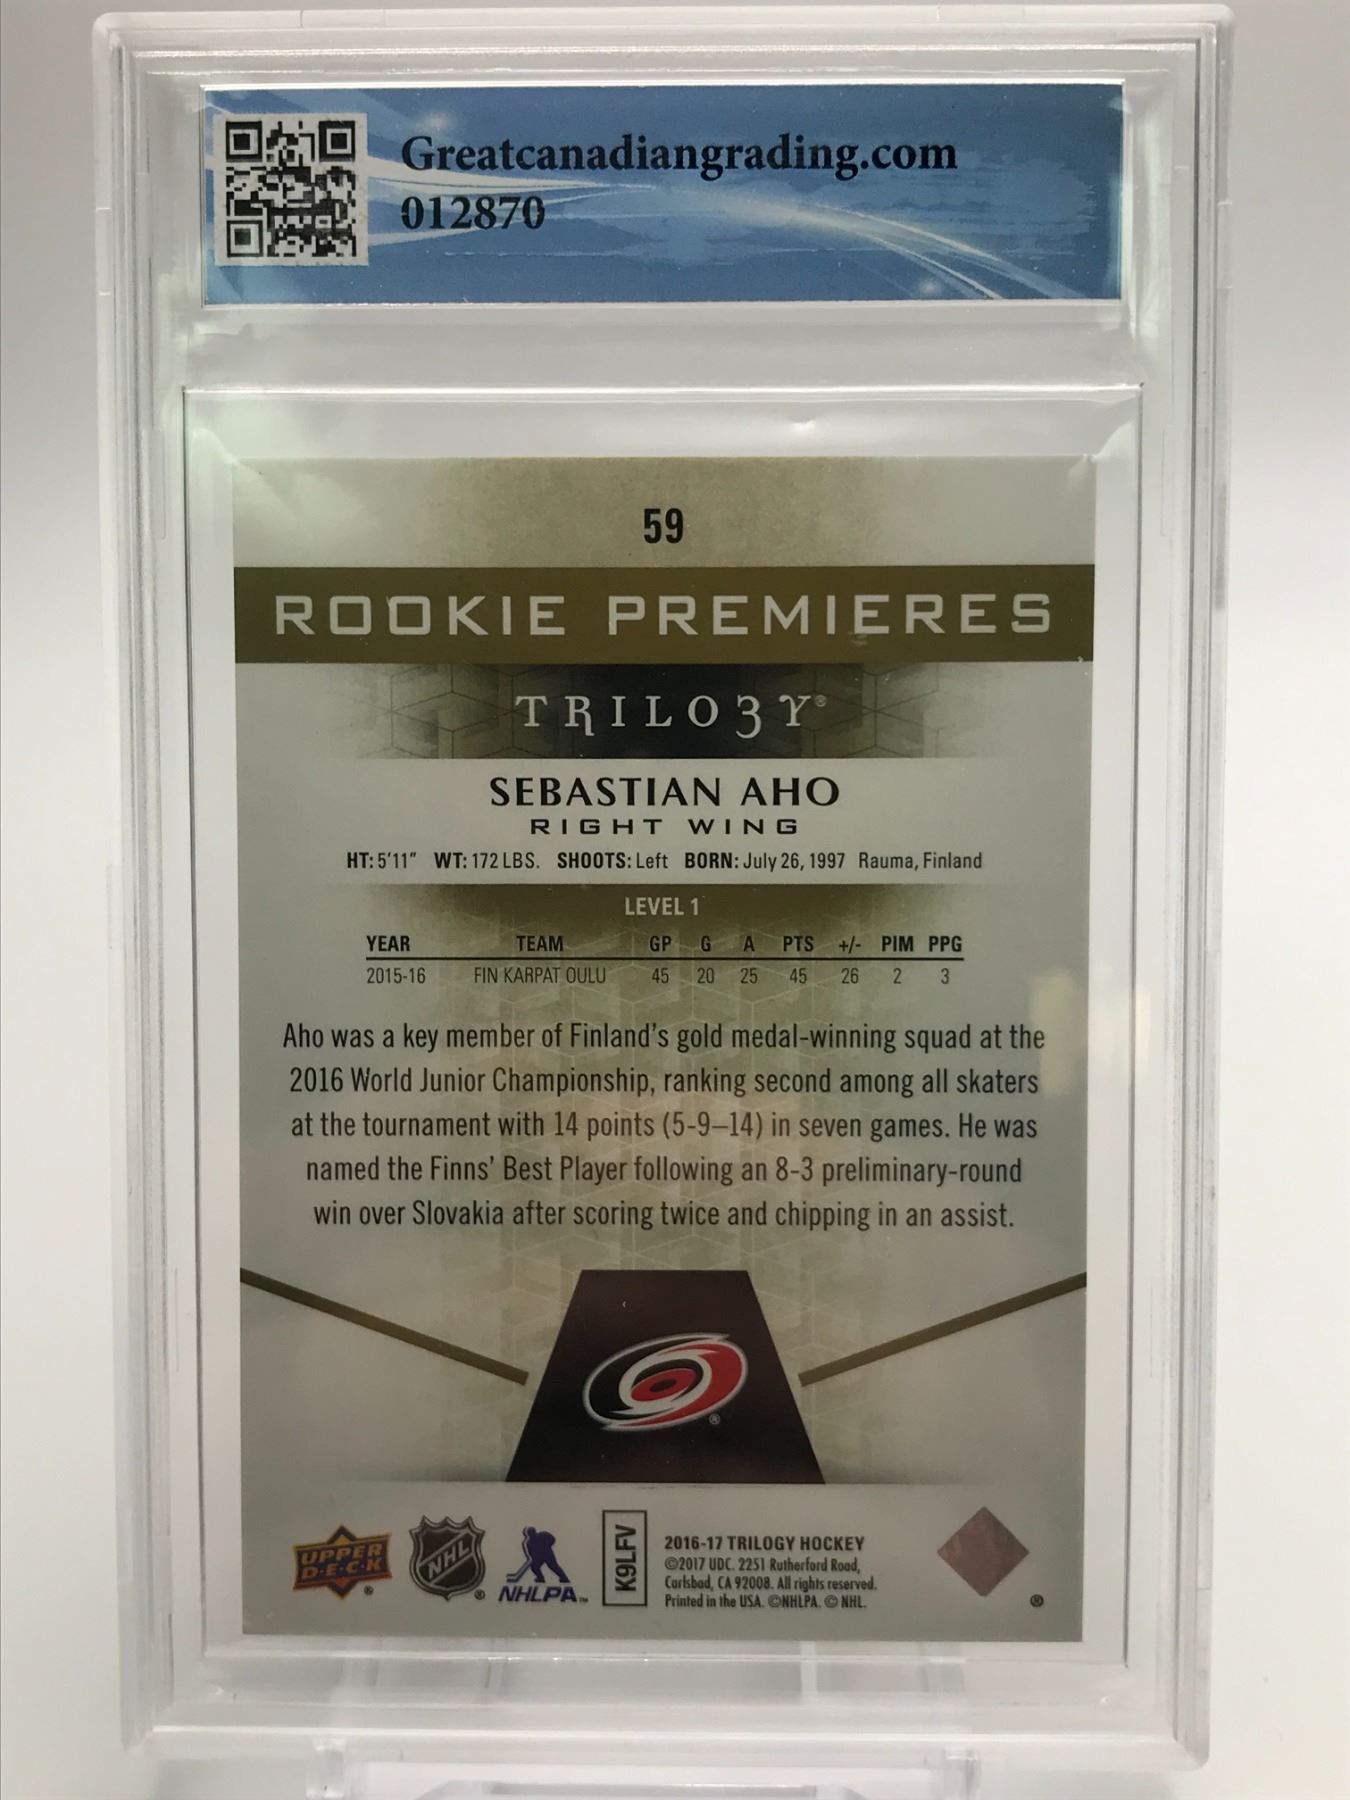 Greatcanadiangrading.com
012870
59
ROOKIE PREMIERES
TRILO3Y®
SEBASTIAN AHO
RIGHT WING
HT: 5'11" WT: 172 LBS. SHOOTS: Left BORN: July 26, 1997 Rauma, Finland
LEVEL 1
YEAR TEAM GP G A PTS +/- PIM PPG
2015-16 FIN KARPAT OULU 45 20 25 45 26 2 3
Aho was a key member of Finland's gold medal-winning squad at the
2016 World Junior Championship, ranking second among all skaters
at the tournament with 14 points (5-9–14) in seven games. He was
named the Finns' Best Player following an 8-3 preliminary-round
win over Slovakia after scoring twice and chipping in an assist.
®
UPPER
D·E·C·K
®
NHL
®
NHLPA™
K9LFV
2016-17 TRILOGY HOCKEY
©2017 UDC. 2251 Rutherford Road,
Carlsbad, CA 92008. All rights reserved.
Printed in the USA. ©NHLPA. © NHL.
®